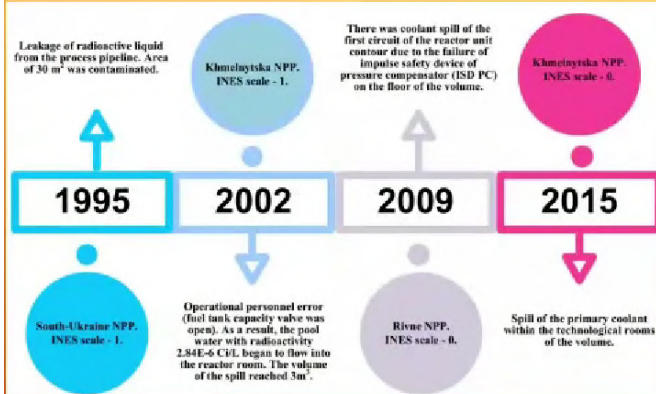 Leakage of radioactive liquid
from the process pipeline. Area
of 30 m² was contaminated.
Khmelnytska NPP.
INES scale - 1.
There was coolant spill of the
first circuit of the reactor unit
contour due to the failure of
impulse safety device of
pressure compensator (ISD PC)
on the floor of the volume.
Khmelnytska NPP.
INES scale - 0.
1995
2002
2009
2015
South-Ukraine NPP.
INES scale - 1.
Operational personnel error
(fuel tank capacity valve was
open). As a result, the pool
water with radioactivity
2.84E-6 Ci/L began to flow into
the reactor room. The volume
of the spill reached 3m³.
Rivne NPP.
INES scale - 0.
Spill of the primary coolant
within the technological rooms
of the volume.